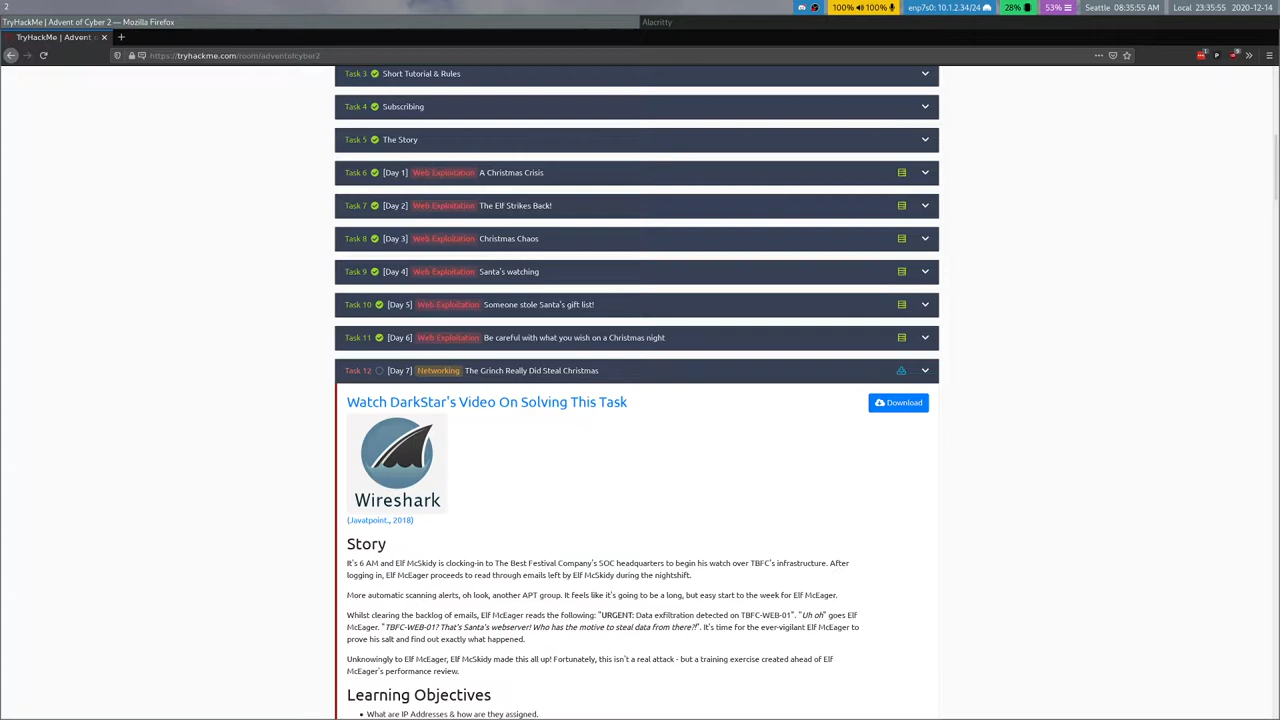 2
100% 100%
enp7s0: 10.1.2.34/24
28%
53%
Seattle 08:35:55 AM
Local 23:35:55
2020-12-14
TryHackMe | Advent of Cyber 2 — Mozilla Firefox
Alacritty
TryHackMe | Advent
https://tryhackme.com/room/adventofcyber2
Task 3 Short Tutorial & Rules
Task 4 Subscribing
Task 5 The Story
Task 6 [Day 1] Web Exploitation A Christmas Crisis
Task 7 [Day 2] Web Exploitation The Elf Strikes Back!
Task 8 [Day 3] Web Exploitation Christmas Chaos
Task 9 [Day 4] Web Exploitation Santa's watching
Task 10 [Day 5] Web Exploitation Someone stole Santa's gift list!
Task 11 [Day 6] Web Exploitation Be careful with what you wish on a Christmas night
Task 12 [Day 7] Networking The Grinch Really Did Steal Christmas
Watch DarkStar's Video On Solving This Task
Download
Wireshark
(Javatpoint., 2018)
Story
It's 6 AM and Elf McSkidy is clocking-in to The Best Festival Company's SOC headquarters to begin his watch over TBFC's infrastructure. After
logging in, Elf McEager proceeds to read through emails left by Elf McSkidy during the nightshift.
More automatic scanning alerts, oh look, another APT group. It feels like it's going to be a long, but easy start to the week for Elf McEager.
Whilst clearing the backlog of emails, Elf McEager reads the following: "URGENT: Data exfiltration detected on TBFC-WEB-01". "Uh oh" goes Elf
McEager. "TBFC-WEB-01? That's Santa's webserver! Who has the motive to steal data from there?!". It's time for the ever-vigilant Elf McEager to
prove his salt and find out exactly what happened.
Unknowingly to Elf McEager, Elf McSkidy made this all up! Fortunately, this isn't a real attack - but a training exercise created ahead of Elf
McEager's performance review.
Learning Objectives
What are IP Addresses & how are they assigned.